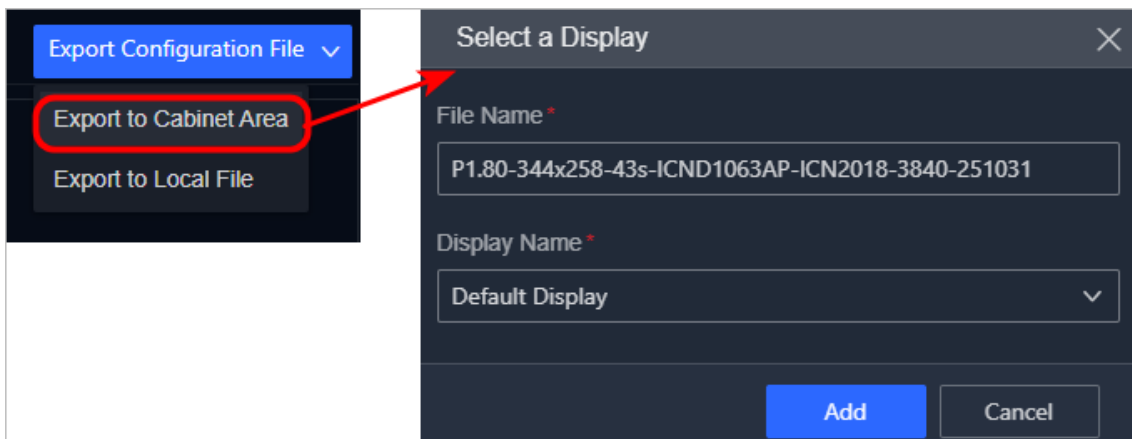 Export Configuration File
Export to Cabinet Area
Export to Local File
Select a Display
File Name*
P1.80-344x258-43s-ICND1063AP-ICN2018-3840-251031
Display Name*
Default Display
Add
Cancel